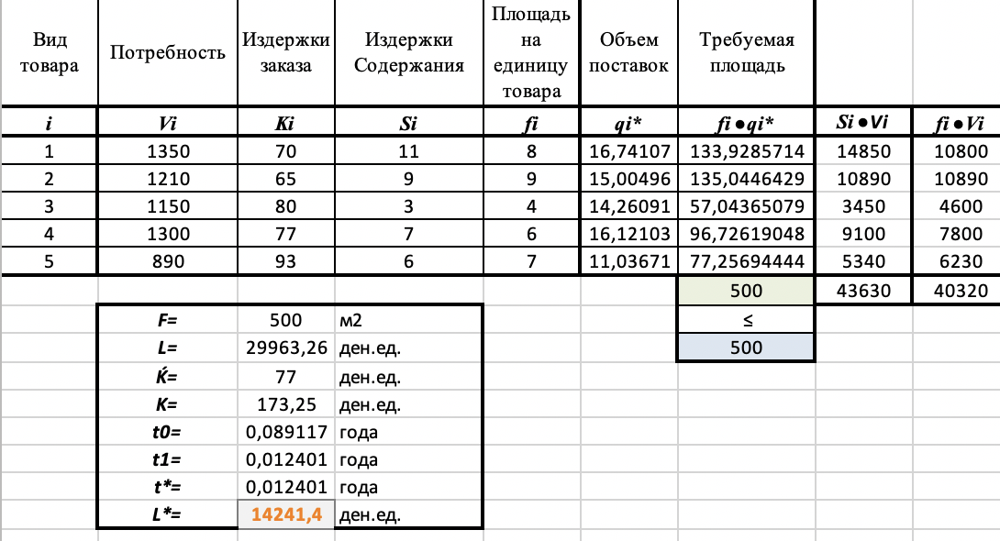 Вид товара	Потребность	Издержки заказа	Издержки Содержания	Площадь на единицу товара	Объем поставок	Требуемая площадь
i	Vi	Ki	Si	fi	qi*	fi●qi*	Si●Vi	fi●Vi
1	1350	70	11	8	16,74107	133,9285714	14850	10800
2	1210	65	9	9	15,00496	135,0446429	10890	10890
3	1150	80	3	4	14,26091	57,04365079	3450	4600
4	1300	77	7	6	16,12103	96,72619048	9100	7800
5	890	93	6	7	11,03671	77,25694444	5340	6230
500	43630	40320
F=	500	м2	≤
L=	29963,26	ден.ед.	500
Ḱ=	77	ден.ед.
K=	173,25	ден.ед.
t0=	0,089117	года
t1=	0,012401	года
t*=	0,012401	года
L*=	14241,4	ден.ед.